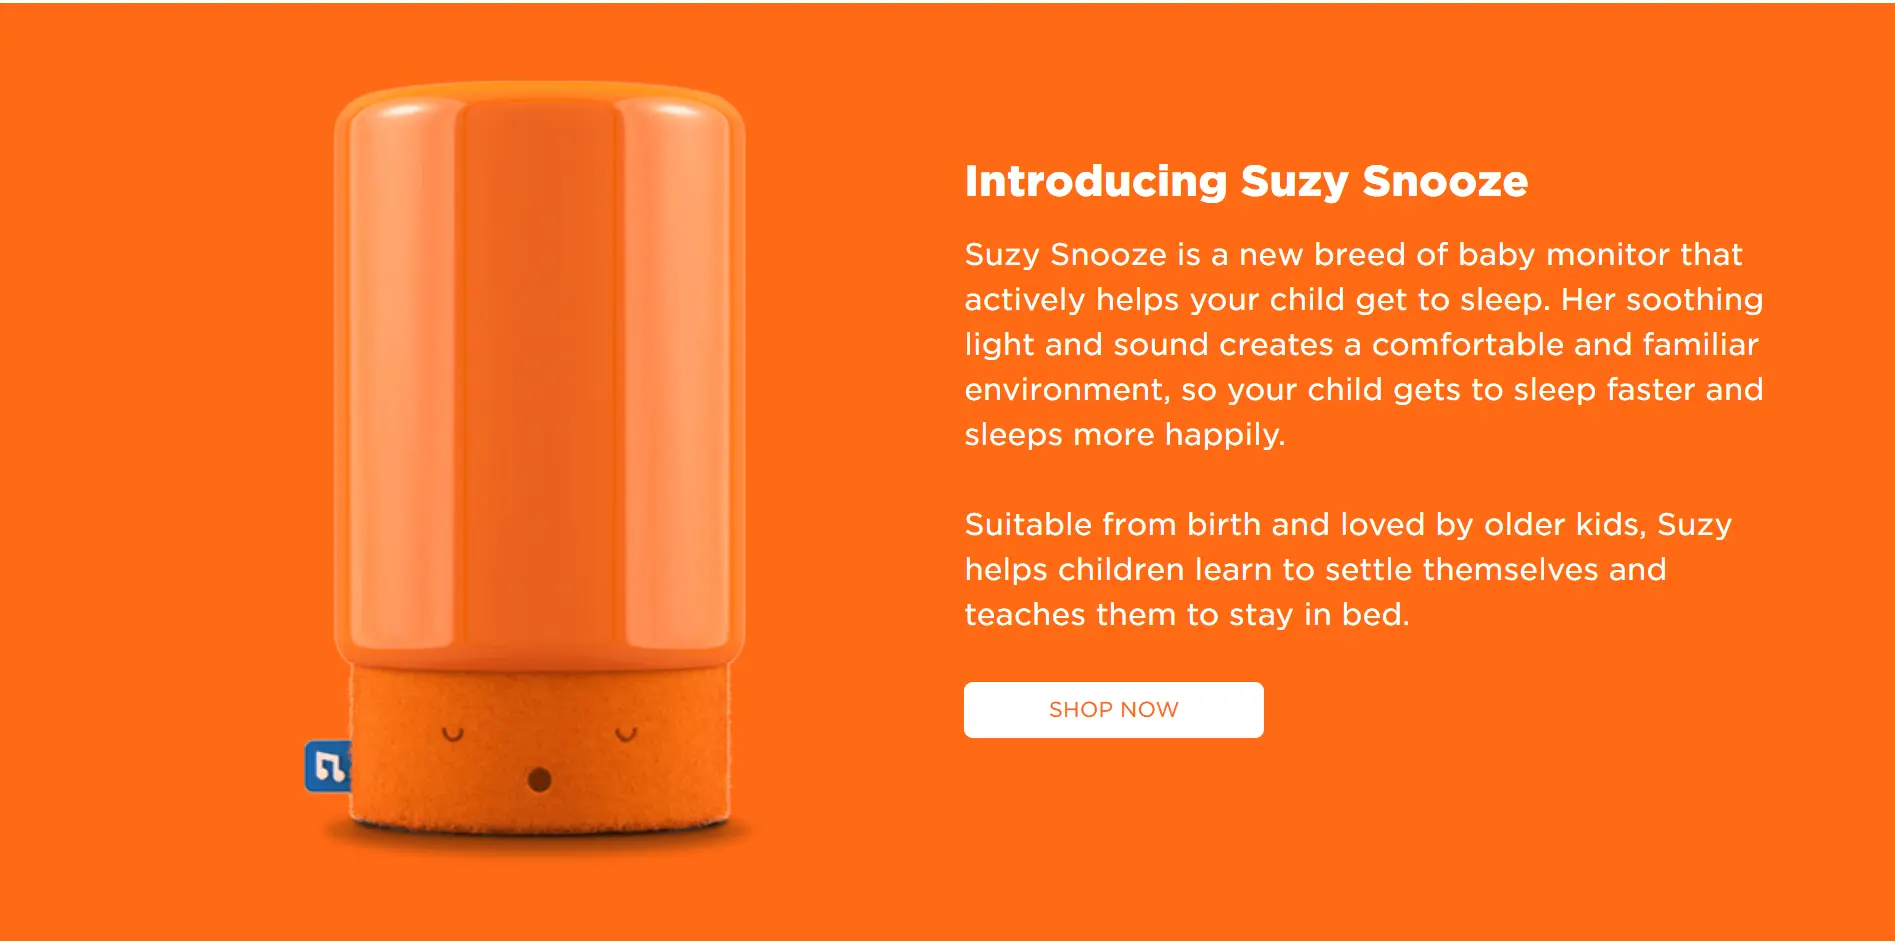 Introducing Suzy Snooze
Suzy Snooze is a new breed of baby monitor that
actively helps your child get to sleep. Her soothing
light and sound creates a comfortable and familiar
environment, so your child gets to sleep faster and
sleeps more happily.
Suitable from birth and loved by older kids, Suzy
helps children learn to settle themselves and
teaches them to stay in bed.
SHOP NOW